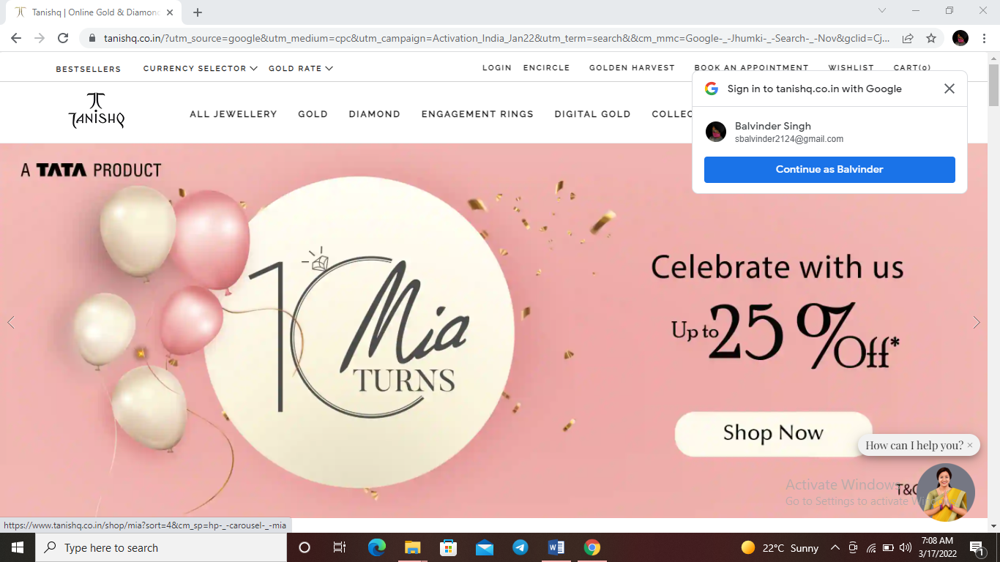 Tanishq | Online Gold & Diamond
tanishq.co.in/?utm_source=google&utm_medium=cpc&utm_campaign=Activation_India_Jan22&utm_term=search&&cm_mmc=Google-_-Jhumki-_-Search-_-Nov&gclid=Cj...
BESTSELLERS CURRENCY SELECTOR GOLD RATE LOGIN ENCIRCLE GOLDEN HARVEST BOOK AN APPOINTMENT WISHLIST CART(0)
Sign in to tanishq.co.in with Google
TANISHQ
ALL JEWELLERY GOLD DIAMOND ENGAGEMENT RINGS DIGITAL GOLD COLLEC
Balvinder Singh
sbalvinder2124@gmail.com
Continue as Balvinder
A TATA PRODUCT
10
Mia
TURNS
Celebrate with us
Up to 25% Off*
Shop Now
How can I help you? ×
Activate Windows
Go to Settings to activate
T&C
https://www.tanishq.co.in/shop/mia?sort=4&cm_sp=hp-_-carousel-_-mia
Type here to search
22°C Sunny
7:08 AM
3/17/2022
1